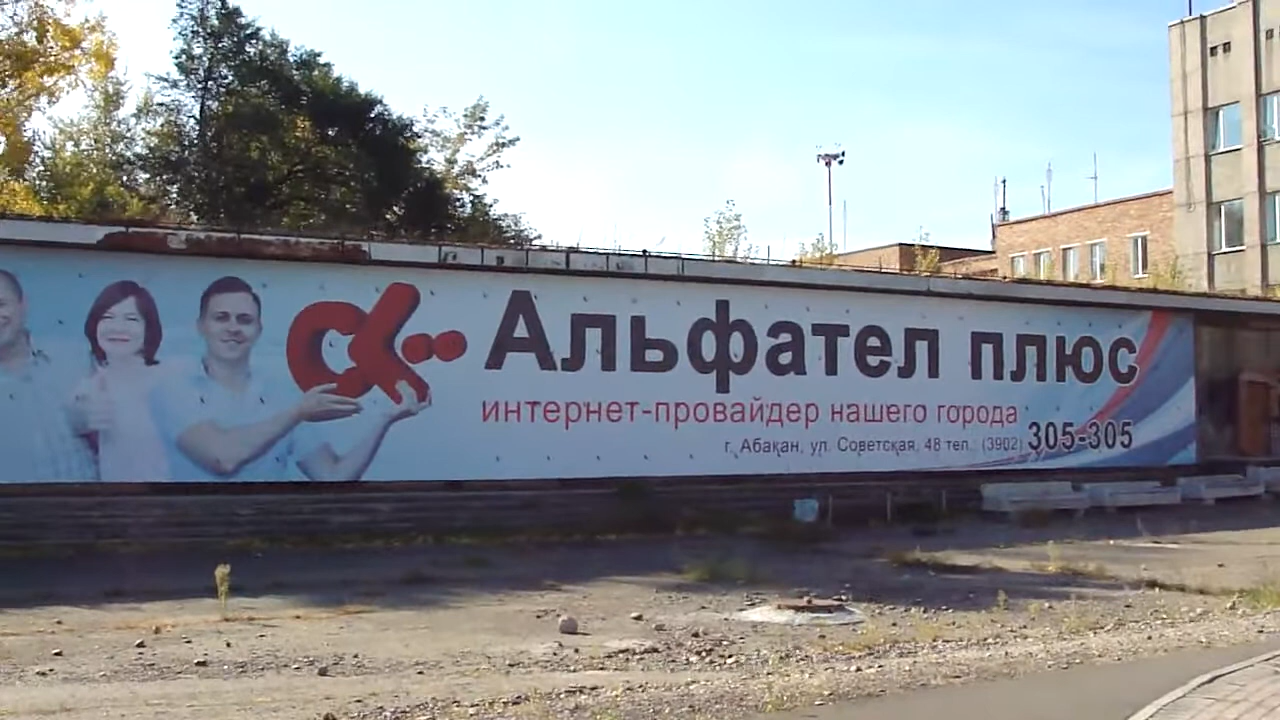 Альфател плюс
интернет-провайдер нашего города
г. Абакан, ул. Советская, 48 тел.: (3902) 305-305